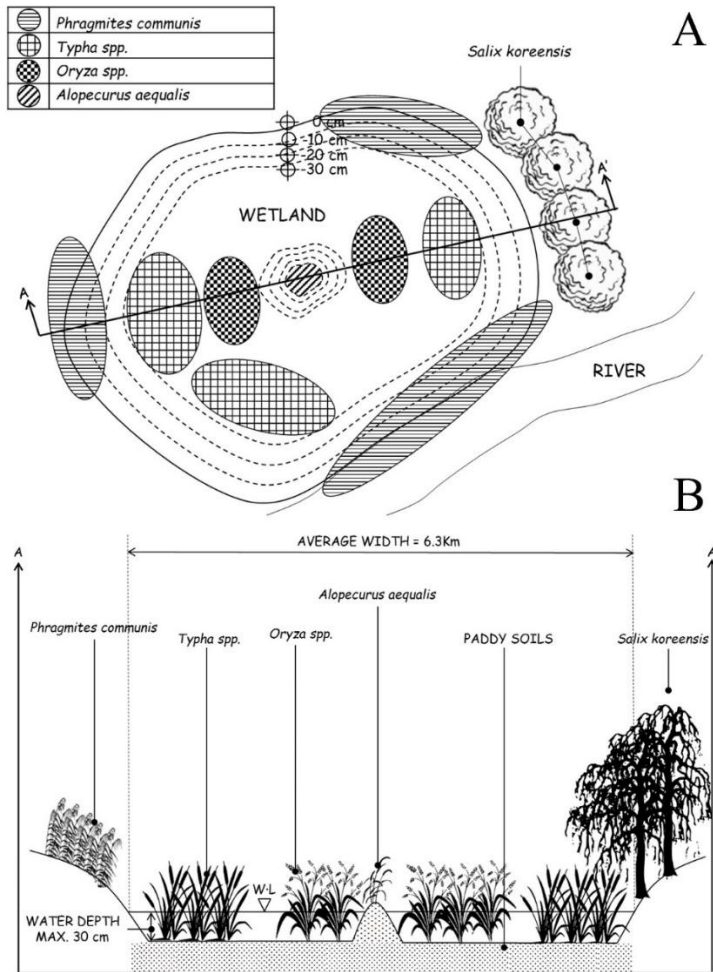 Phragmites communis
Typha spp.
Oryza spp.
Alopecurus aequalis
A
Salix koreensis
0 cm
-10 cm
-20 cm
-30 cm
A'
WETLAND
A
RIVER
B
AVERAGE WIDTH = 6.3Km
A
A
Alopecurus aequalis
Phragmites communis
Typha spp.
Oryza spp.
PADDY SOILS
Salix koreensis
W·L
WATER DEPTH
MAX. 30 cm